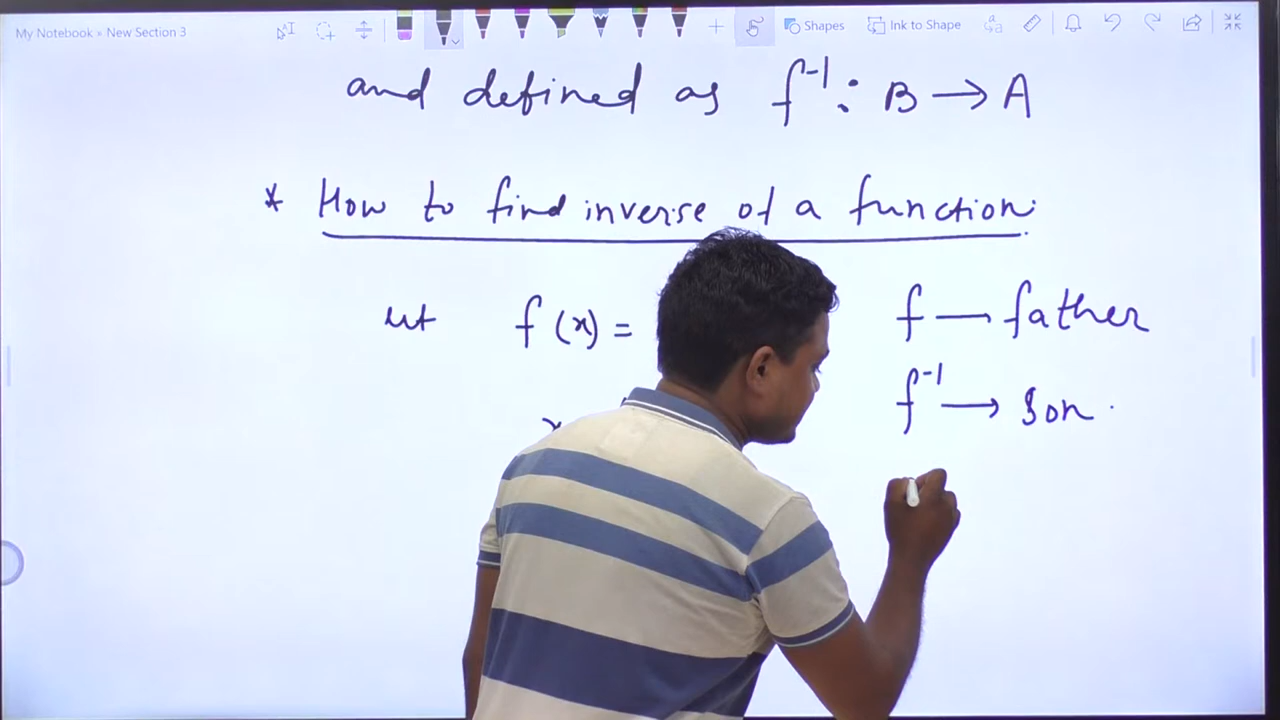 My Notebook » New Section 3
Shapes
Ink to Shape
and defined as f⁻¹: B → A
* How to find inverse of a function.
let f(x) =
f — father
x
f⁻¹ → Son.